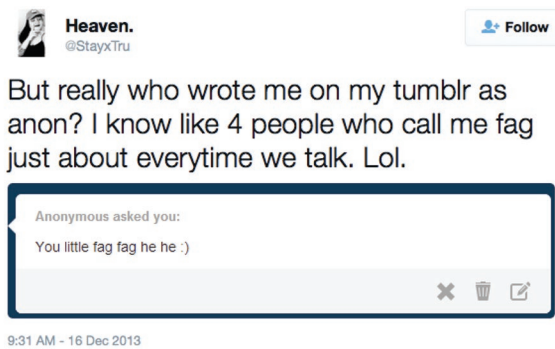 Heaven.
@StayxTru
Follow
But really who wrote me on my tumblr as
anon? I know like 4 people who call me fag
just about everytime we talk. Lol.
Anonymous asked you:
You little fag fag he he :)
9:31 AM - 16 Dec 2013